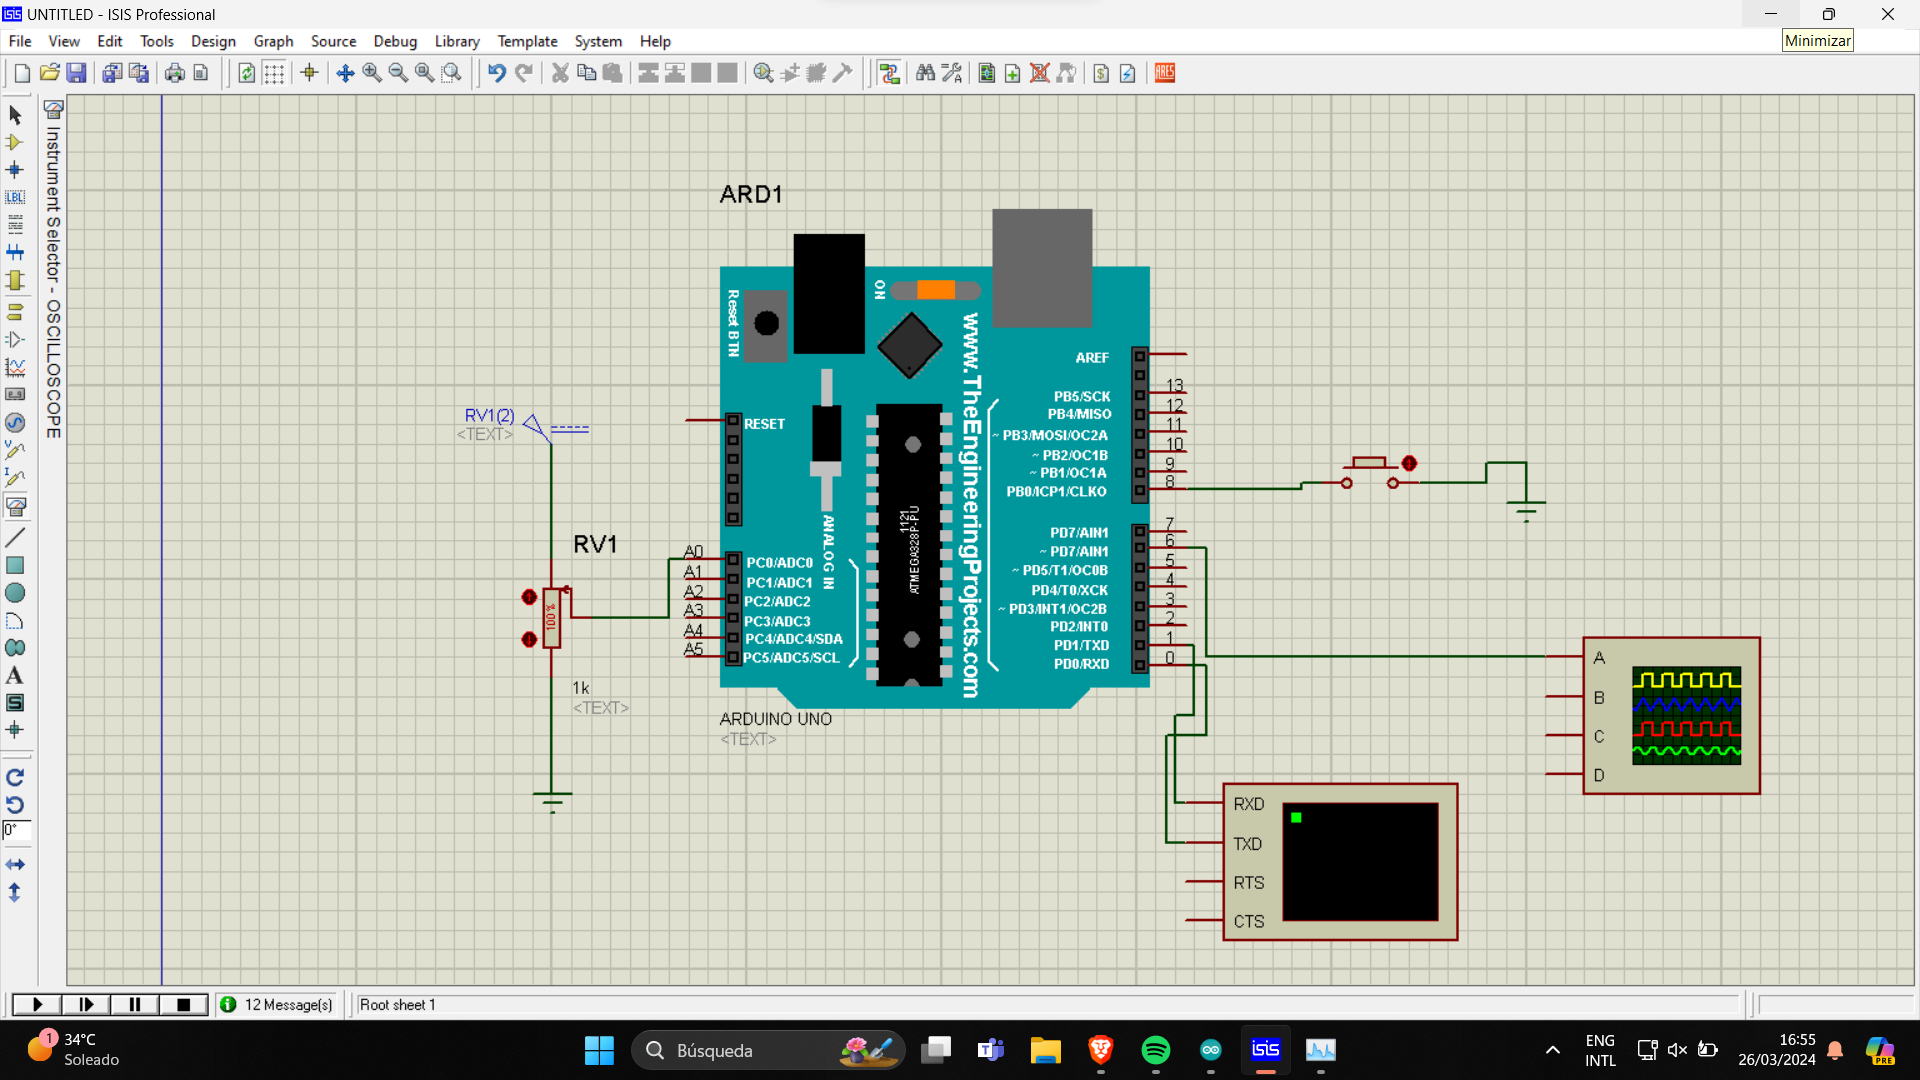 UNTITLED - ISIS Professional
File View Edit Tools Design Graph Source Debug Library Template System Help
Minimizar
LBL
ARES
Instrument Selector - OSCILLOSCOPE
A
0°
ARD1
Reset BTN
ON
www.TheEngineeringProjects.com
ANALOG IN
ATMEGA328P-PU
1121
RESET
AREF
PB5/SCK 13
PB4/MISO 12
~ PB3/MOSI/OC2A 11
~ PB2/OC1B 10
~ PB1/OC1A 9
PB0/ICP1/CLKO 8
PD7/AIN1 7
~ PD7/AIN1 6
~ PD5/T1/OC0B 5
PD4/T0/XCK 4
~ PD3/INT1/OC2B 3
PD2/INT0 2
PD1/TXD 1
PD0/RXD 0
A0 PC0/ADC0
A1 PC1/ADC1
A2 PC2/ADC2
A3 PC3/ADC3
A4 PC4/ADC4/SDA
A5 PC5/ADC5/SCL
ARDUINO UNO
<TEXT>
RV1(2)
<TEXT>
RV1
100%
1k
<TEXT>
A
B
C
D
RXD
TXD
RTS
CTS
12 Message(s)
Root sheet 1
1
34°C
Soleado
Búsqueda
isis
ENG
INTL
16:55
26/03/2024
PRE